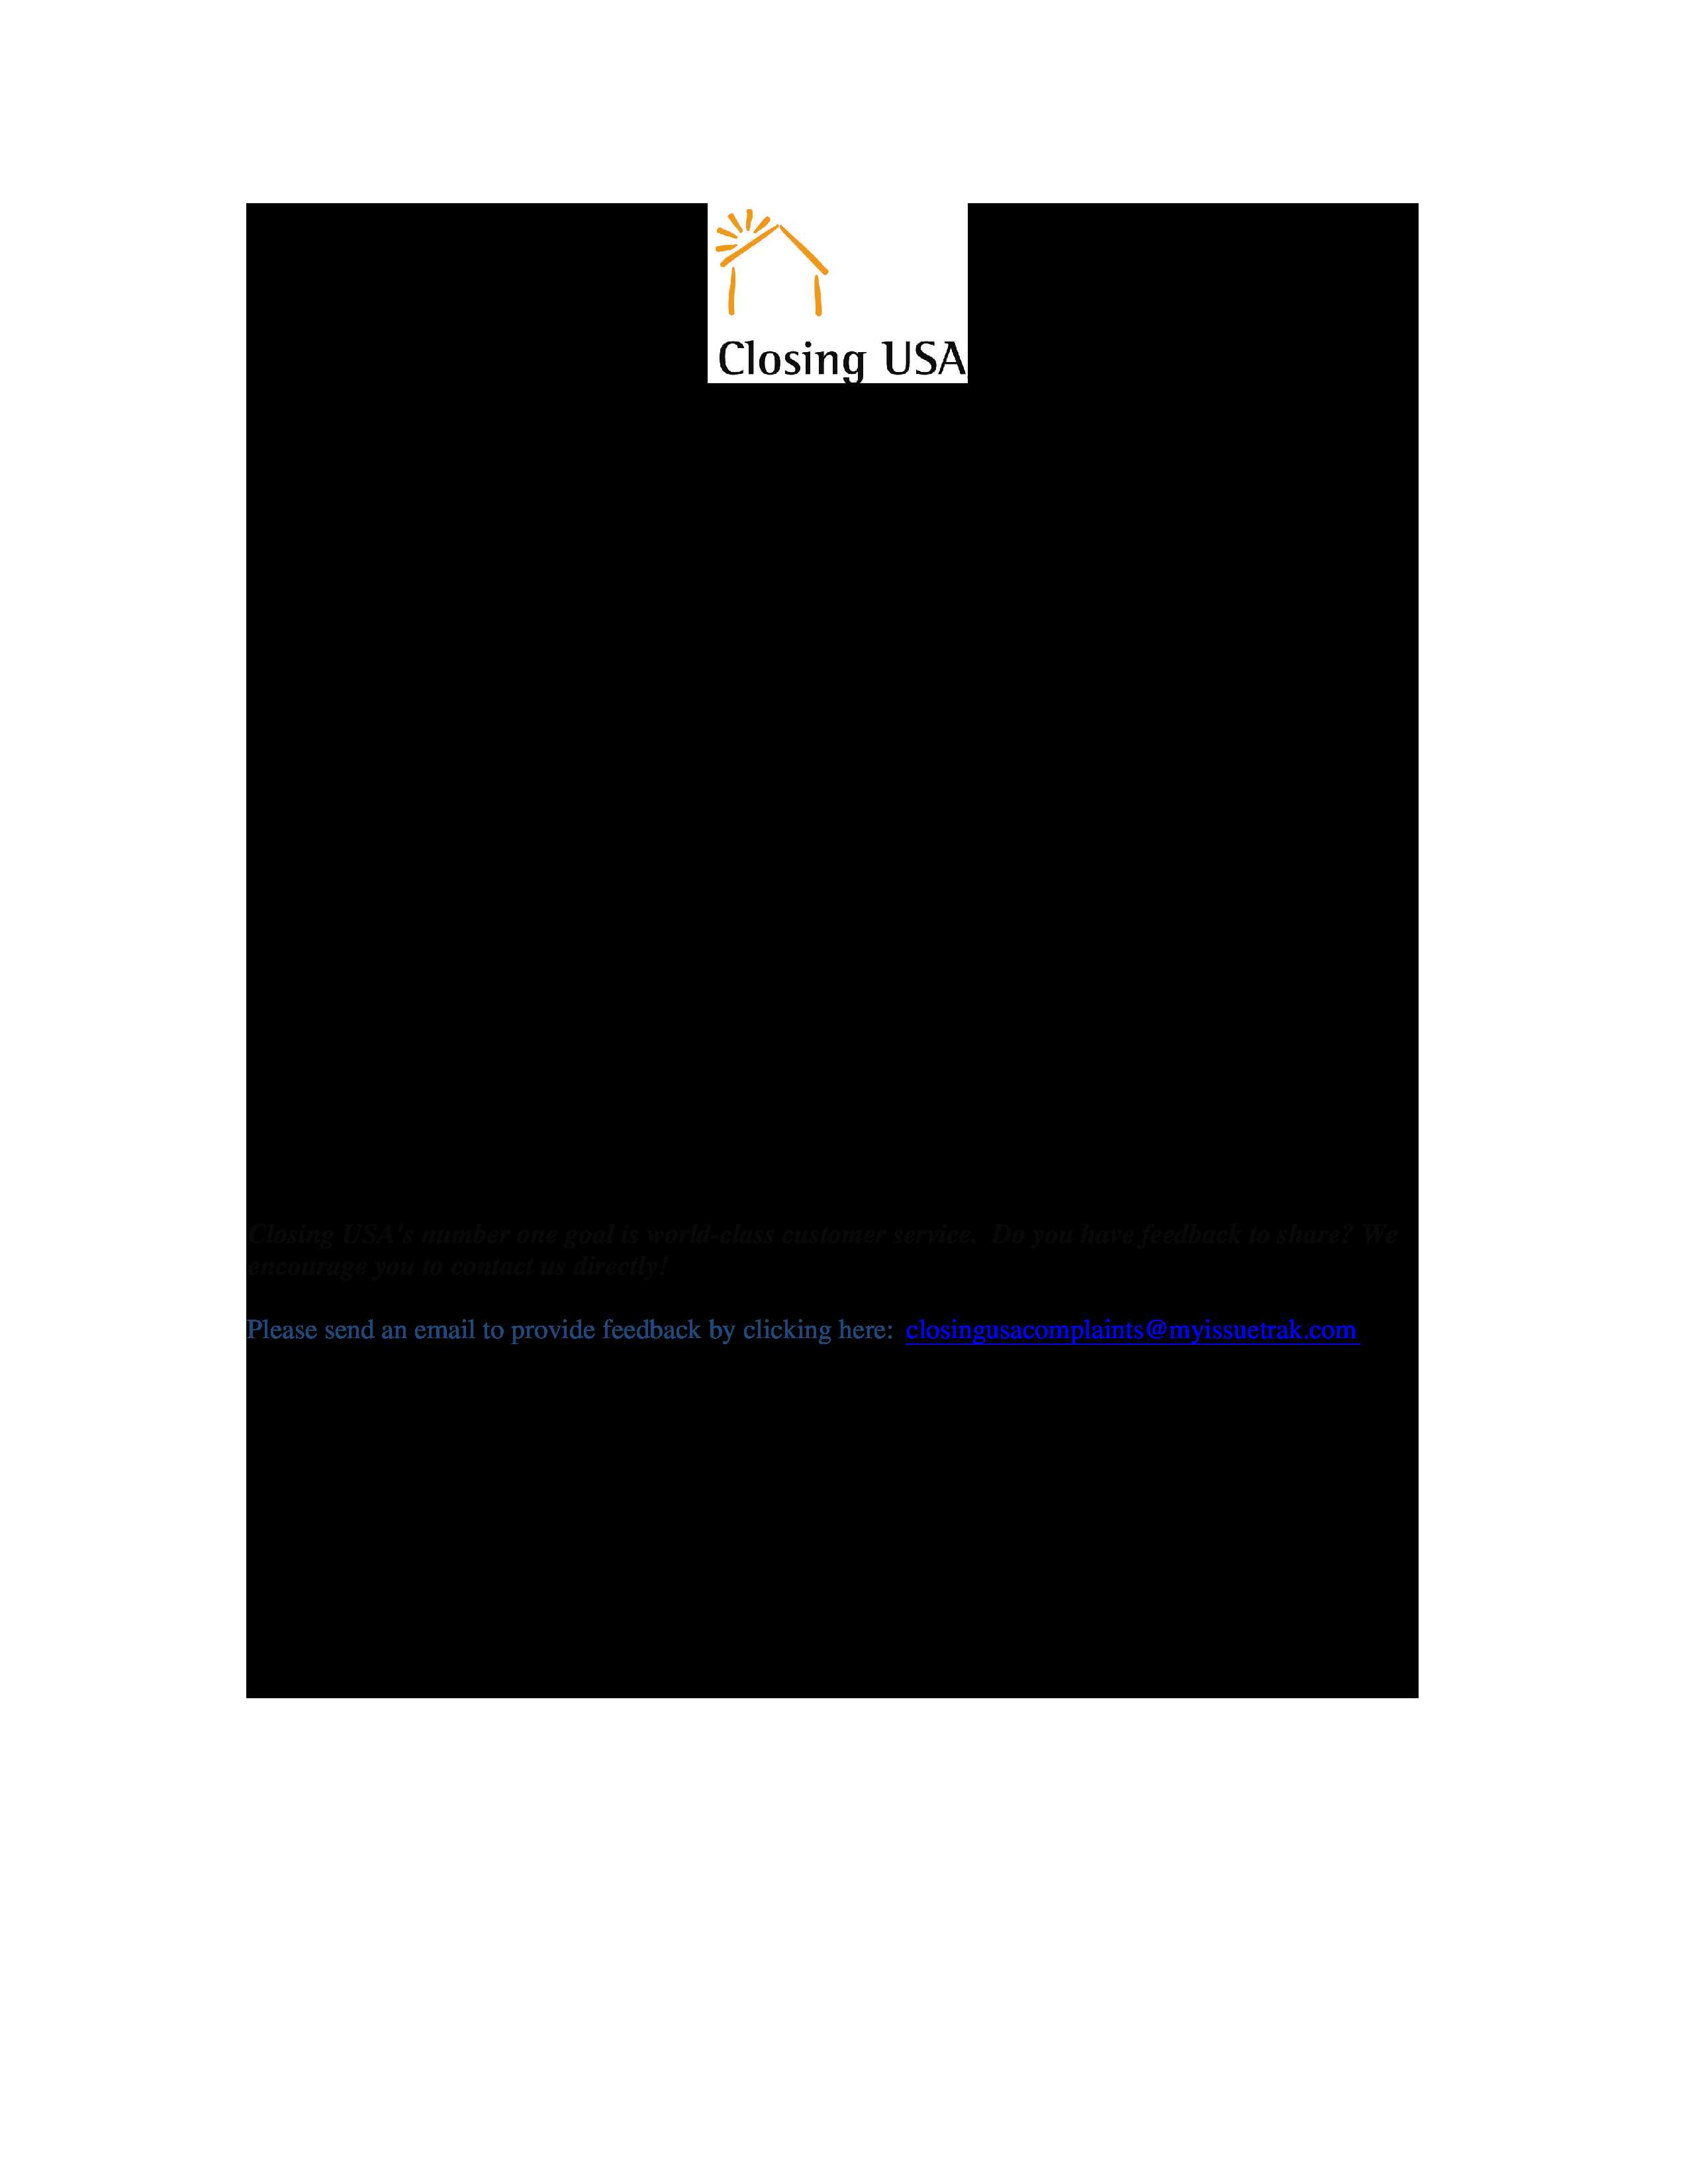 Closing USA
Closing USA's number one goal is world-class customer service.  Do you have feedback to share? We
encourage you to contact us directly!
Please send an email to provide feedback by clicking here:  closingusacomplaints@myissuetrak.com